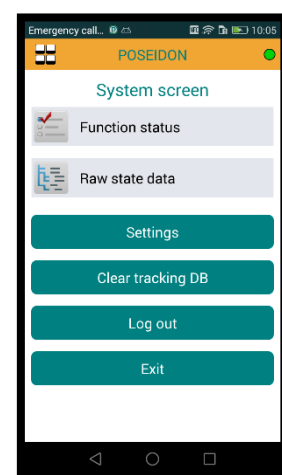 Emergency call... 10:05
POSEIDON
System screen
Function status
Raw state data
Settings
Clear tracking DB
Log out
Exit